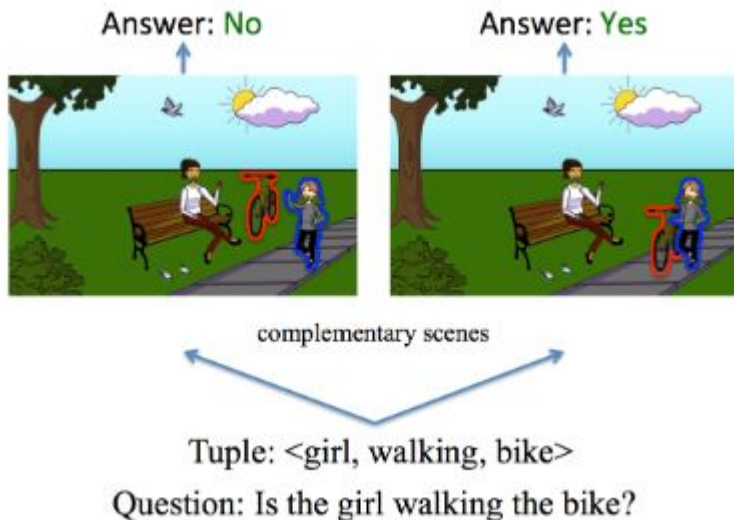 Answer: No
Answer: Yes
complementary scenes
Tuple: <girl, walking, bike>
Question: Is the girl walking the bike?